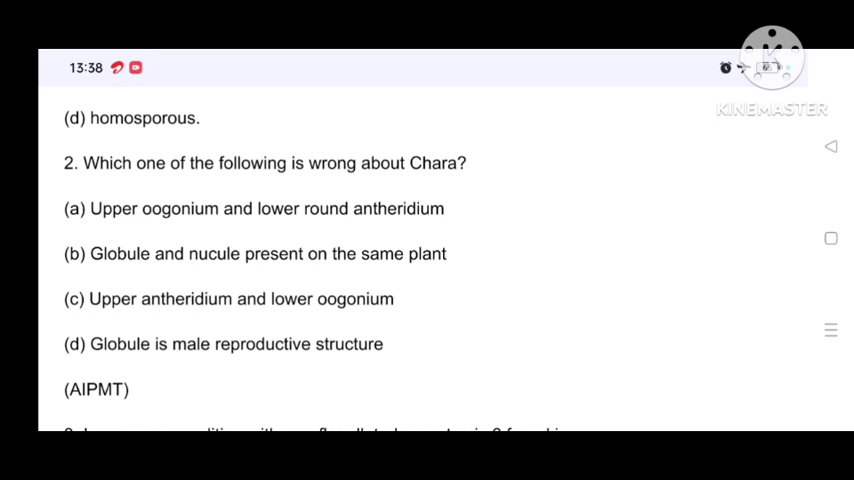 13:38
KINEMASTER
(d) homosporous.
2. Which one of the following is wrong about Chara?
(a) Upper oogonium and lower round antheridium
(b) Globule and nucule present on the same plant
(c) Upper antheridium and lower oogonium
(d) Globule is male reproductive structure
(AIPMT)